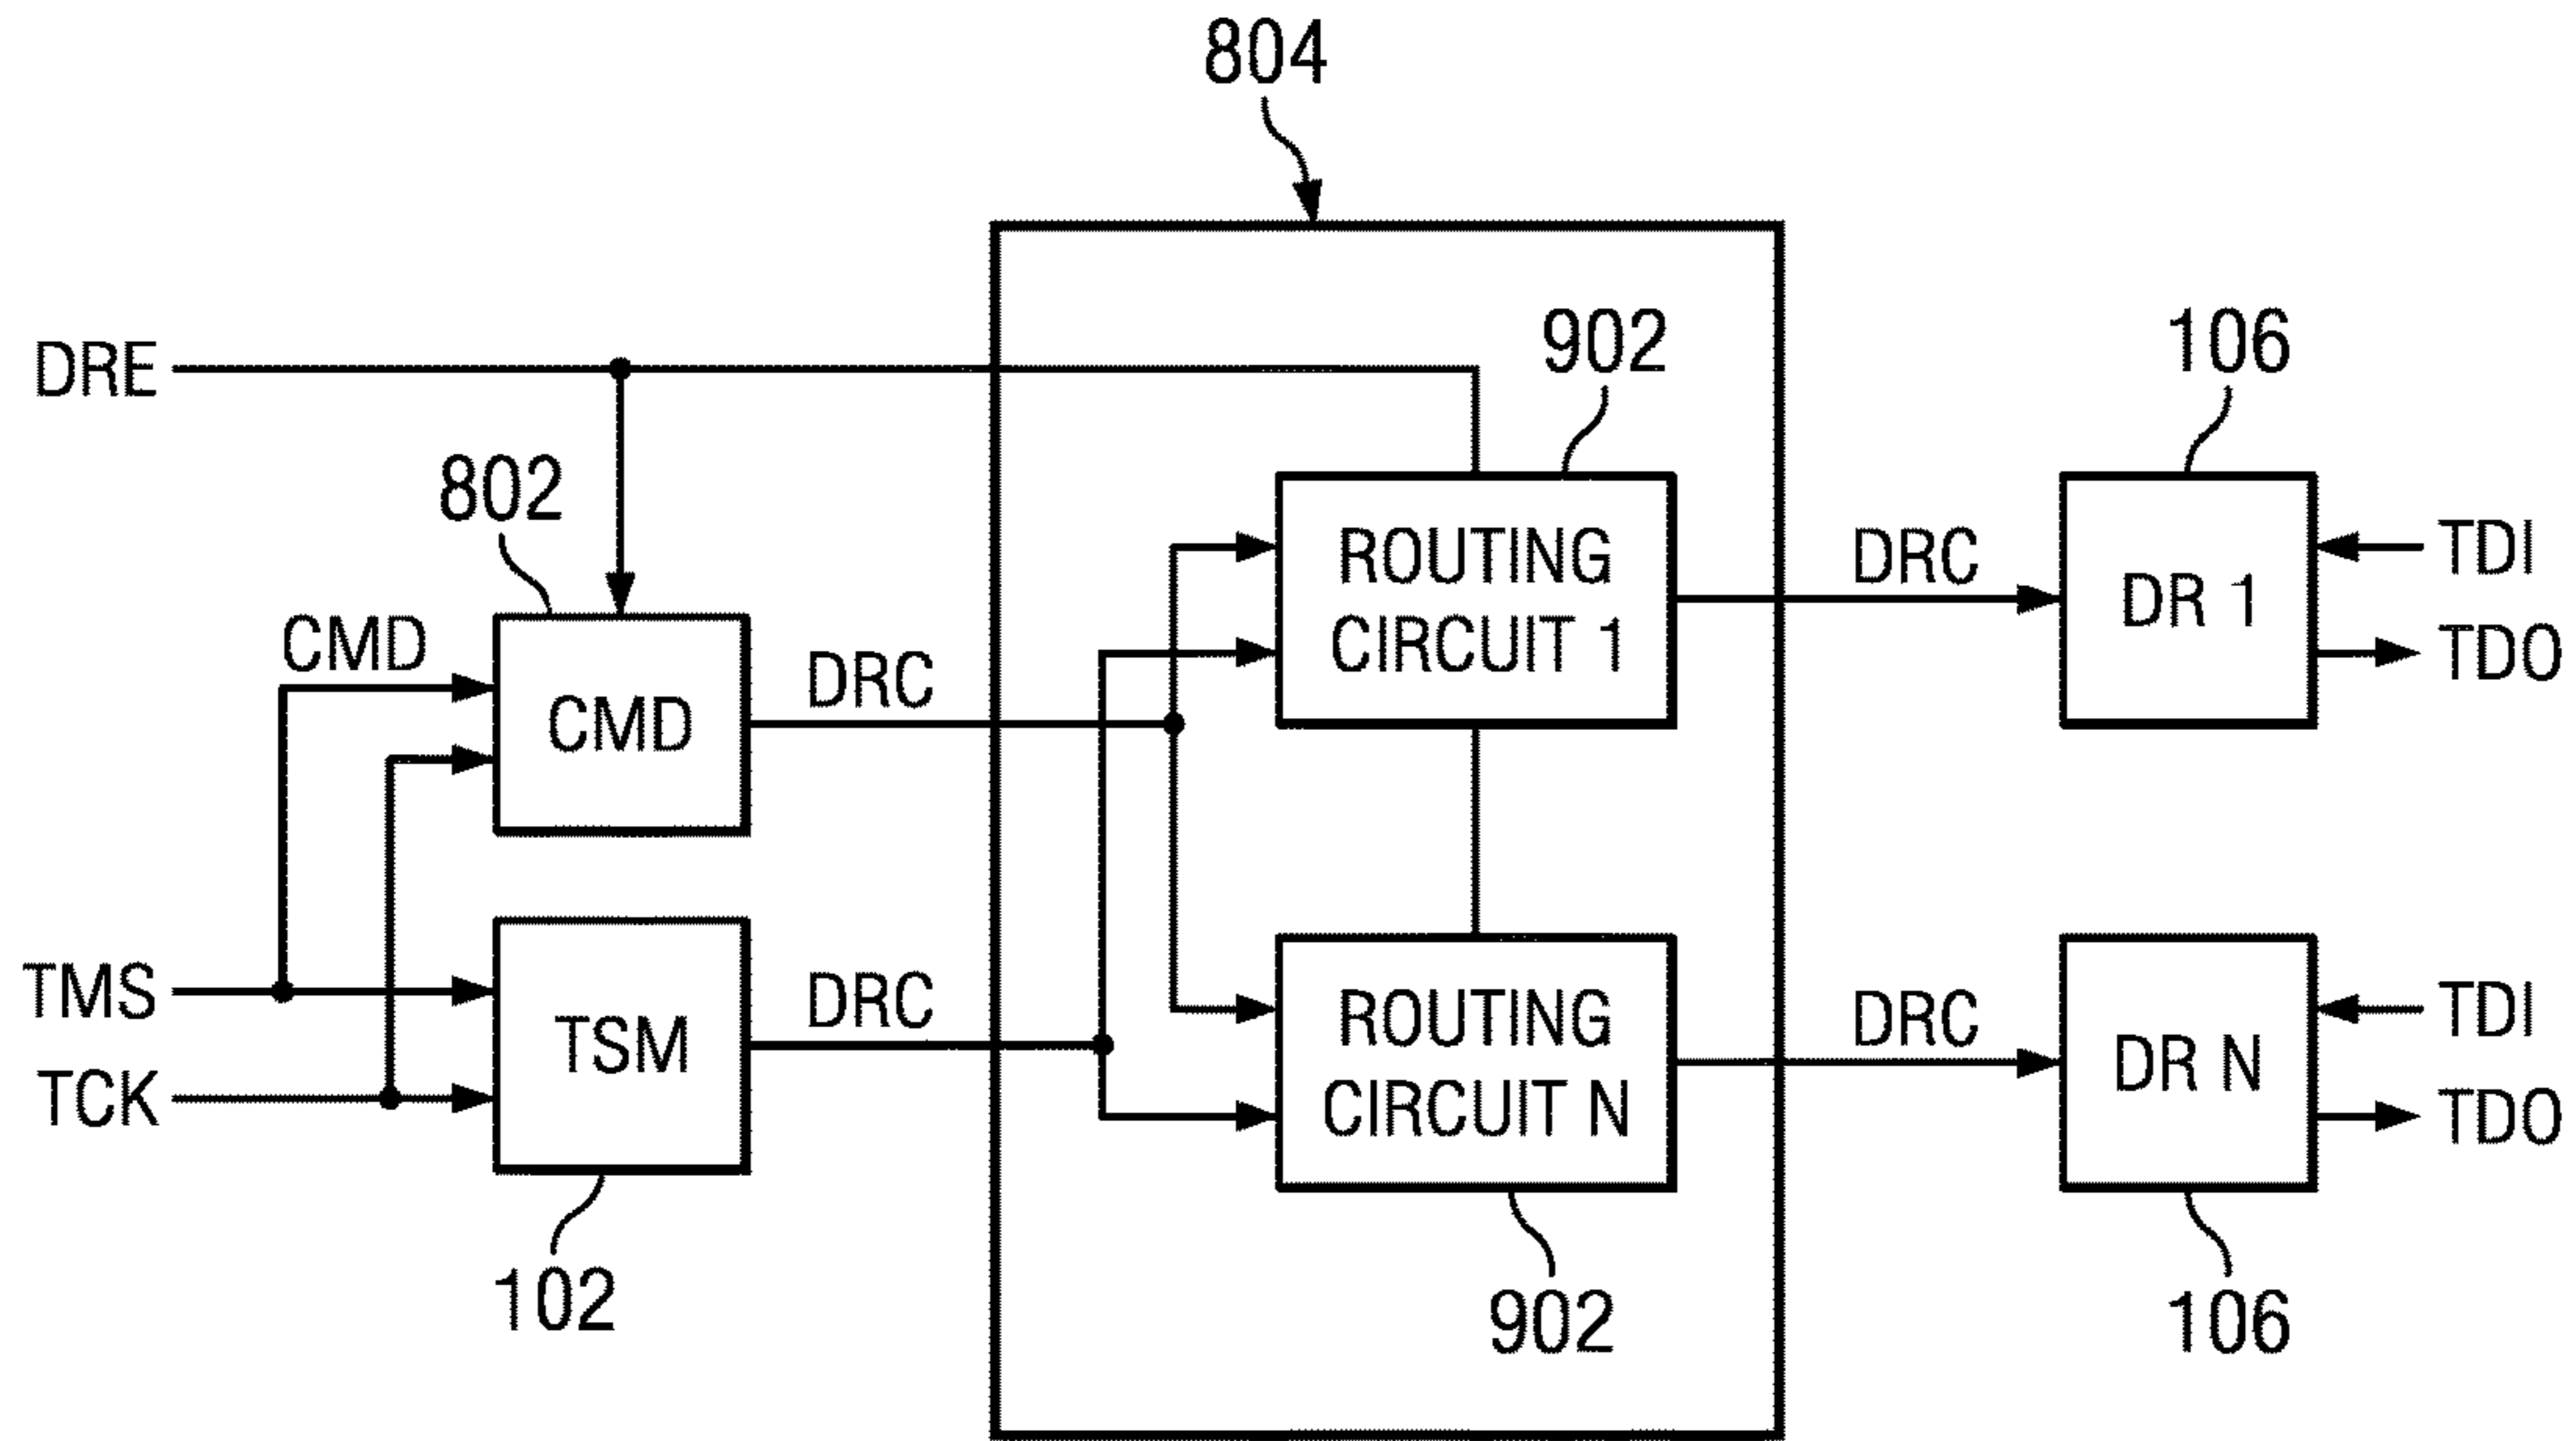 804
DRE
902
106
802
CMD
CMD
DRC
ROUTING
CIRCUIT 1
DRC
DR 1
TDI
TDO
TMS
TCK
TSM
DRC
ROUTING
CIRCUIT N
DRC
DR N
TDI
TDO
102
902
106